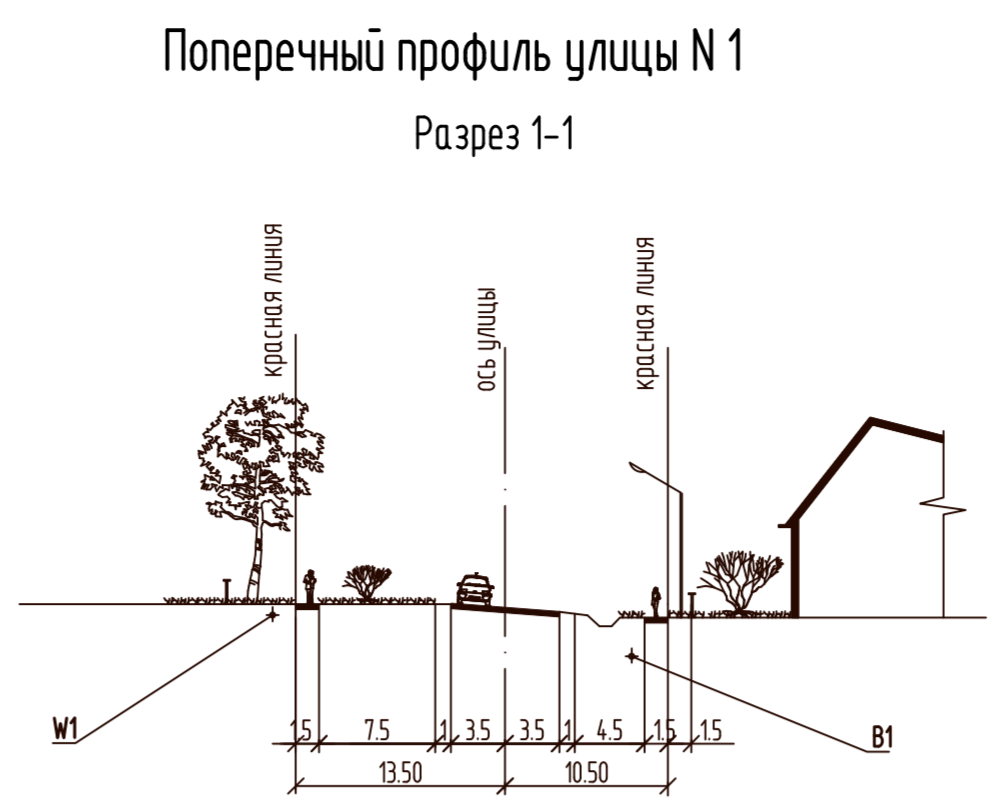 Поперечный профиль улицы N 1
Разрез 1-1
красная линия
ось улицы
красная линия
W1
1.5 7.5 1 3.5 3.5 1 4.5 1.5 1.5
B1
13.50 10.50